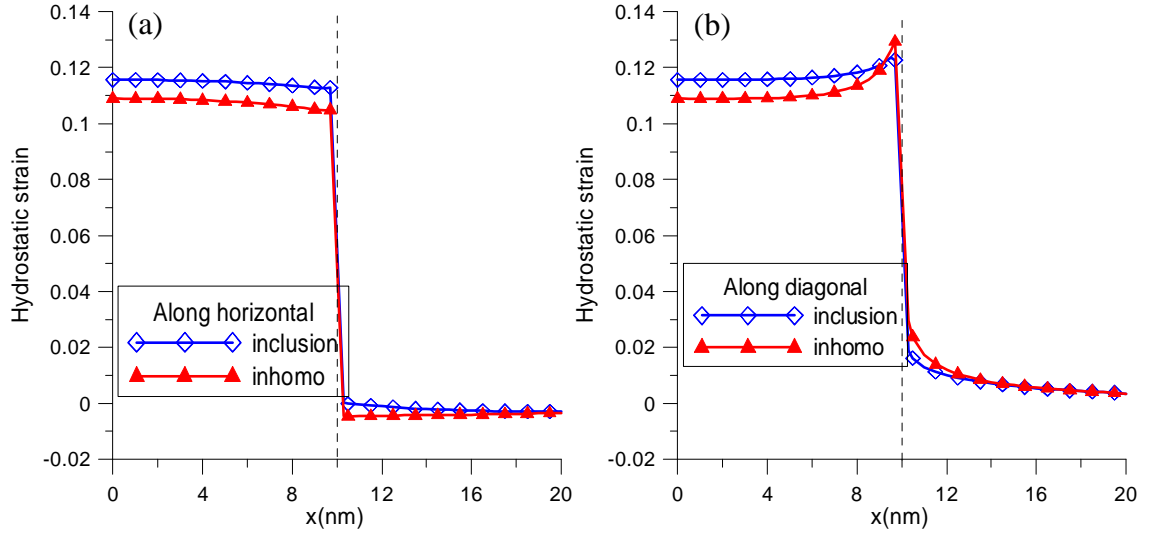 (a)
Hydrostatic strain
0.14
0.12
0.1
0.08
0.06
0.04
0.02
0
-0.02
Along horizontal
inclusion
inhomo
0 4 8 12 16 20
x(nm)
(b)
Hydrostatic strain
0.14
0.12
0.1
0.08
0.06
0.04
0.02
0
-0.02
Along diagonal
inclusion
inhomo
0 4 8 12 16 20
x(nm)